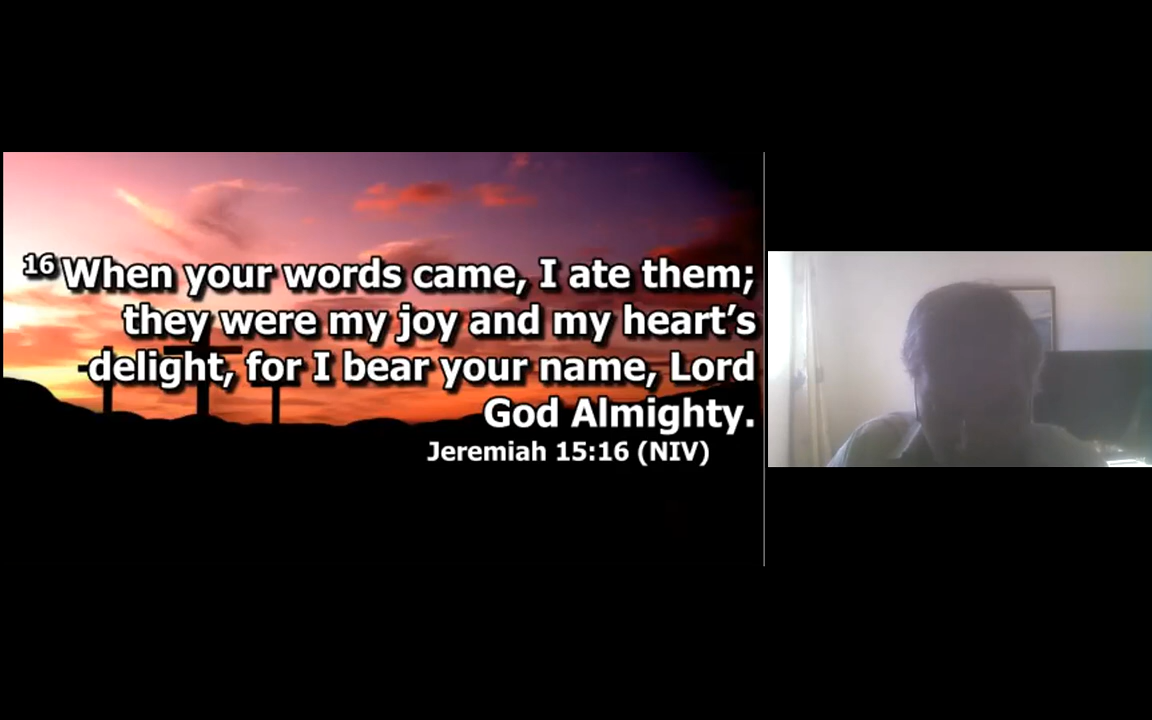 16 When your words came, I ate them;
they were my joy and my heart’s
delight, for I bear your name, Lord
God Almighty.
Jeremiah 15:16 (NIV)